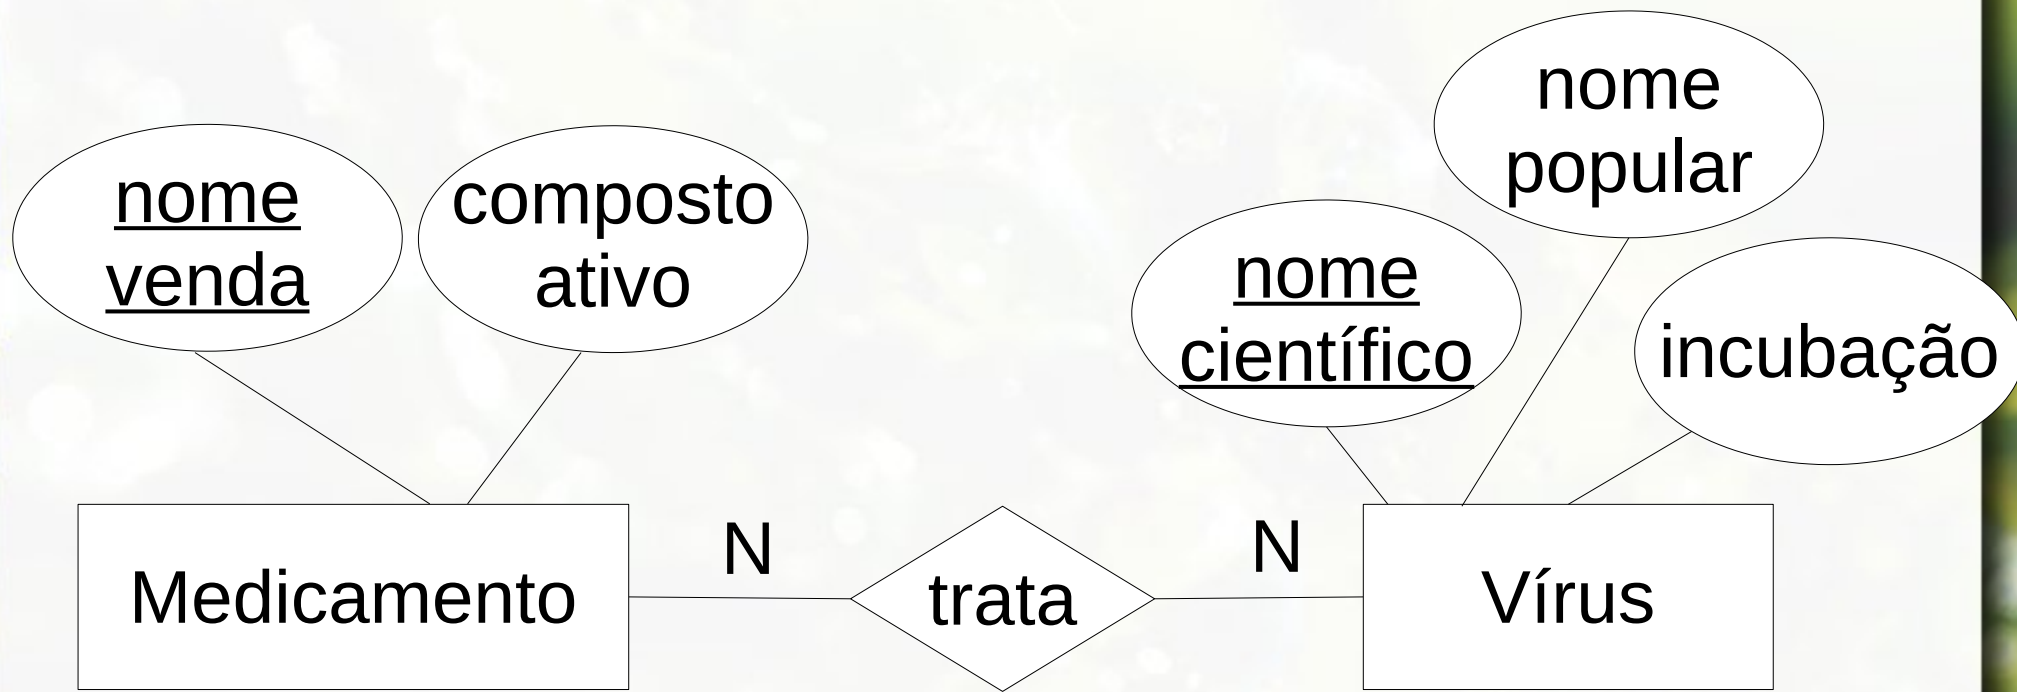 nome
venda
composto
ativo
nome
científico
nome
popular
incubação
Medicamento
N
trata
N
Vírus